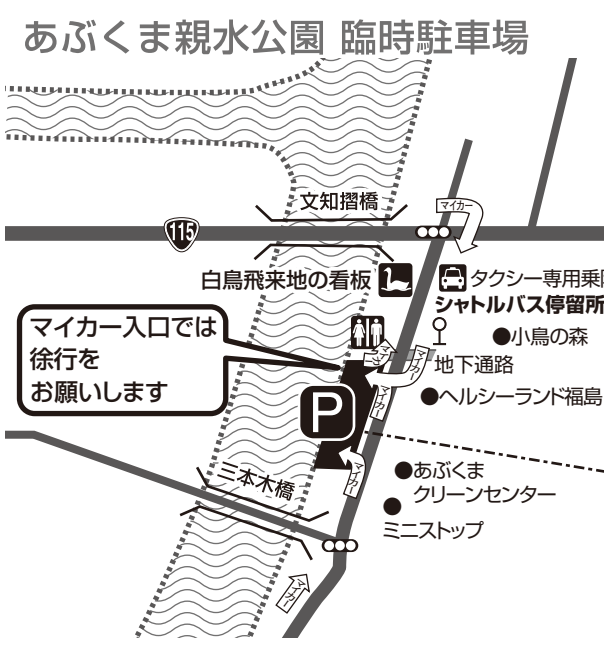 あぶくま親水公園 臨時駐車場
文知摺橋
マイカー
115
白鳥飛来地の看板
タクシー専用乗
シャトルバス停留所
小鳥の森
マイカー入口では
徐行を
お願いします
マイカー
地下通路
マイカー
P
ヘルシーランド福島
マイカー
三本木橋
マイカー
あぶくま
クリーンセンター
ミニストップ
マイカー